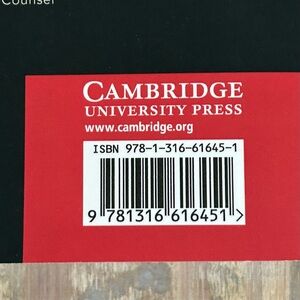 Counsel
CAMBRIDGE
UNIVERSITY PRESS
www.cambridge.org
ISBN 978-1-316-61645-1
9 781316 616451 >